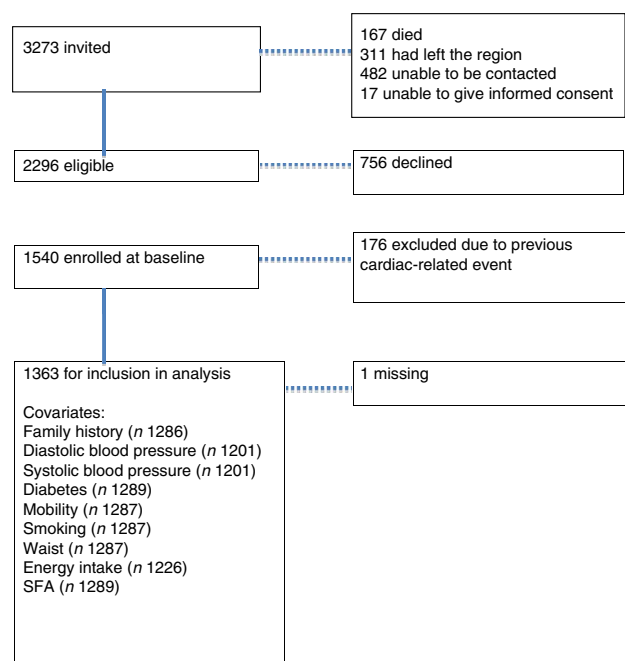 3273 invited
167 died
311 had left the region
482 unable to be contacted
17 unable to give informed consent
2296 eligible
756 declined
1540 enrolled at baseline
176 excluded due to previous
cardiac-related event
1363 for inclusion in analysis
Covariates:
Family history (n 1286)
Diastolic blood pressure (n 1201)
Systolic blood pressure (n 1201)
Diabetes (n 1289)
Mobility (n 1287)
Smoking (n 1287)
Waist (n 1287)
Energy intake (n 1226)
SFA (n 1289)
1 missing